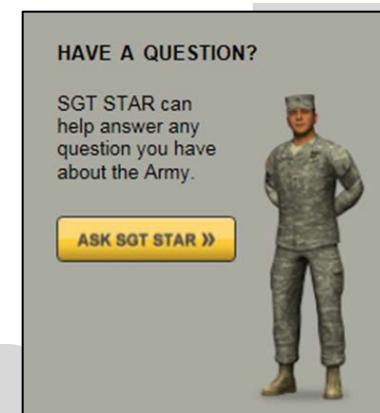 HAVE A QUESTION?
SGT STAR can
help answer any
question you have
about the Army.
ASK SGT STAR »